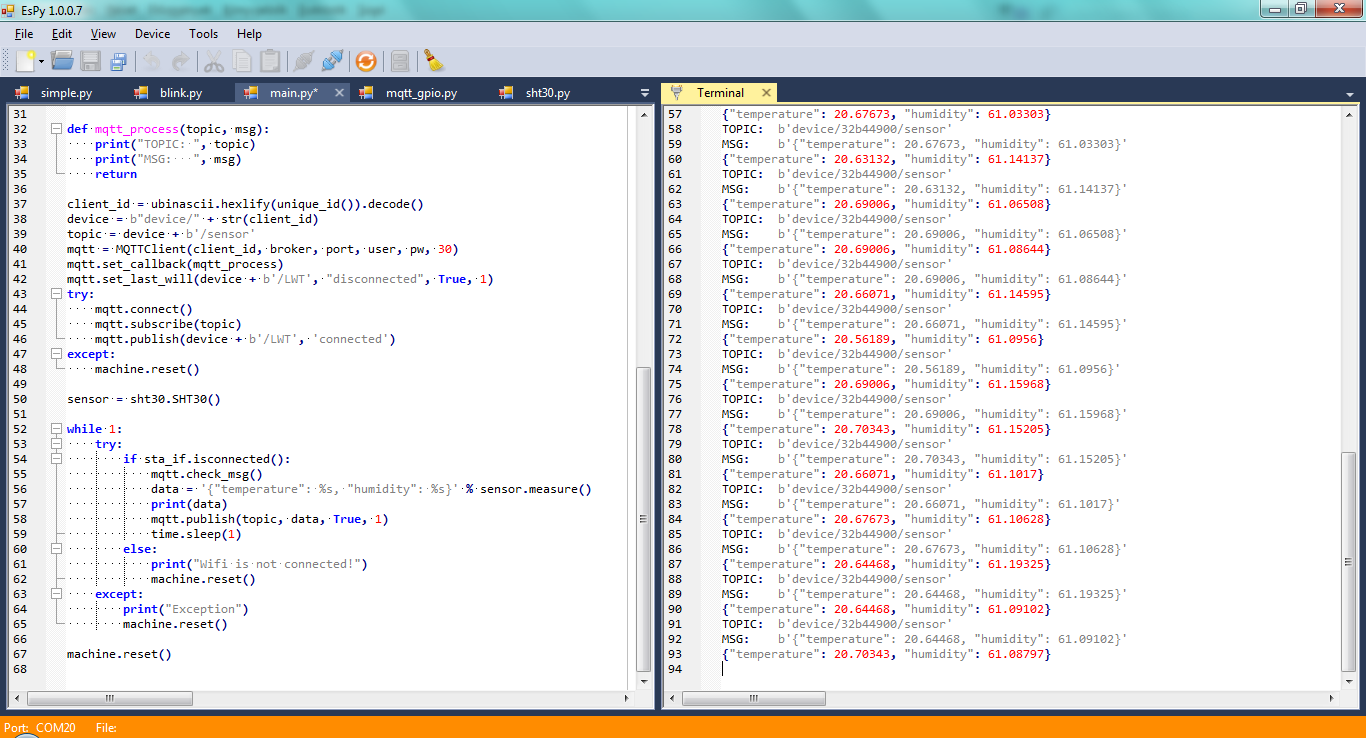 EsPy 1.0.0.7
File Edit View Device Tools Help
simple.py blink.py main.py* mqtt_gpio.py sht30.py
31
32 def mqtt_process(topic, msg):
33 print("TOPIC: ", topic)
34 print("MSG:   ", msg)
35 return
36
37 client_id = ubinascii.hexlify(unique_id()).decode()
38 device = b"device/" + str(client_id)
39 topic = device + b'/sensor'
40 mqtt = MQTTClient(client_id, broker, port, user, pw, 30)
41 mqtt.set_callback(mqtt_process)
42 mqtt.set_last_will(device + b'/LWT', "disconnected", True, 1)
43 try:
44 mqtt.connect()
45 mqtt.subscribe(topic)
46 mqtt.publish(device + b'/LWT', 'connected')
47 except:
48 machine.reset()
49
50 sensor = sht30.SHT30()
51
52 while 1:
53 try:
54 if sta_if.isconnected():
55 mqtt.check_msg()
56 data = '{"temperature": %s, "humidity": %s}' % sensor.measure()
57 print(data)
58 mqtt.publish(topic, data, True, 1)
59 time.sleep(1)
60 else:
61 print("Wifi is not connected!")
62 machine.reset()
63 except:
64 print("Exception")
65 machine.reset()
66
67 machine.reset()
68
Terminal
57 {"temperature": 20.67673, "humidity": 61.03303}
58 TOPIC:  b'device/32b44900/sensor'
59 MSG:    b'{"temperature": 20.67673, "humidity": 61.03303}'
60 {"temperature": 20.63132, "humidity": 61.14137}
61 TOPIC:  b'device/32b44900/sensor'
62 MSG:    b'{"temperature": 20.63132, "humidity": 61.14137}'
63 {"temperature": 20.69006, "humidity": 61.06508}
64 TOPIC:  b'device/32b44900/sensor'
65 MSG:    b'{"temperature": 20.69006, "humidity": 61.06508}'
66 {"temperature": 20.69006, "humidity": 61.08644}
67 TOPIC:  b'device/32b44900/sensor'
68 MSG:    b'{"temperature": 20.69006, "humidity": 61.08644}'
69 {"temperature": 20.66071, "humidity": 61.14595}
70 TOPIC:  b'device/32b44900/sensor'
71 MSG:    b'{"temperature": 20.66071, "humidity": 61.14595}'
72 {"temperature": 20.56189, "humidity": 61.0956}
73 TOPIC:  b'device/32b44900/sensor'
74 MSG:    b'{"temperature": 20.56189, "humidity": 61.0956}'
75 {"temperature": 20.69006, "humidity": 61.15968}
76 TOPIC:  b'device/32b44900/sensor'
77 MSG:    b'{"temperature": 20.69006, "humidity": 61.15968}'
78 {"temperature": 20.70343, "humidity": 61.15205}
79 TOPIC:  b'device/32b44900/sensor'
80 MSG:    b'{"temperature": 20.70343, "humidity": 61.15205}'
81 {"temperature": 20.66071, "humidity": 61.1017}
82 TOPIC:  b'device/32b44900/sensor'
83 MSG:    b'{"temperature": 20.66071, "humidity": 61.1017}'
84 {"temperature": 20.67673, "humidity": 61.10628}
85 TOPIC:  b'device/32b44900/sensor'
86 MSG:    b'{"temperature": 20.67673, "humidity": 61.10628}'
87 {"temperature": 20.64468, "humidity": 61.19325}
88 TOPIC:  b'device/32b44900/sensor'
89 MSG:    b'{"temperature": 20.64468, "humidity": 61.19325}'
90 {"temperature": 20.64468, "humidity": 61.09102}
91 TOPIC:  b'device/32b44900/sensor'
92 MSG:    b'{"temperature": 20.64468, "humidity": 61.09102}'
93 {"temperature": 20.70343, "humidity": 61.08797}
94
Port: COM20 File: